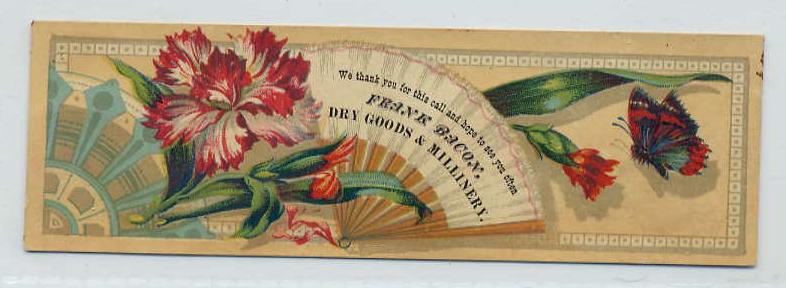 We thank you for this call and hope to see you often
FRANK BACON.
DRY GOODS & MILLINERY.